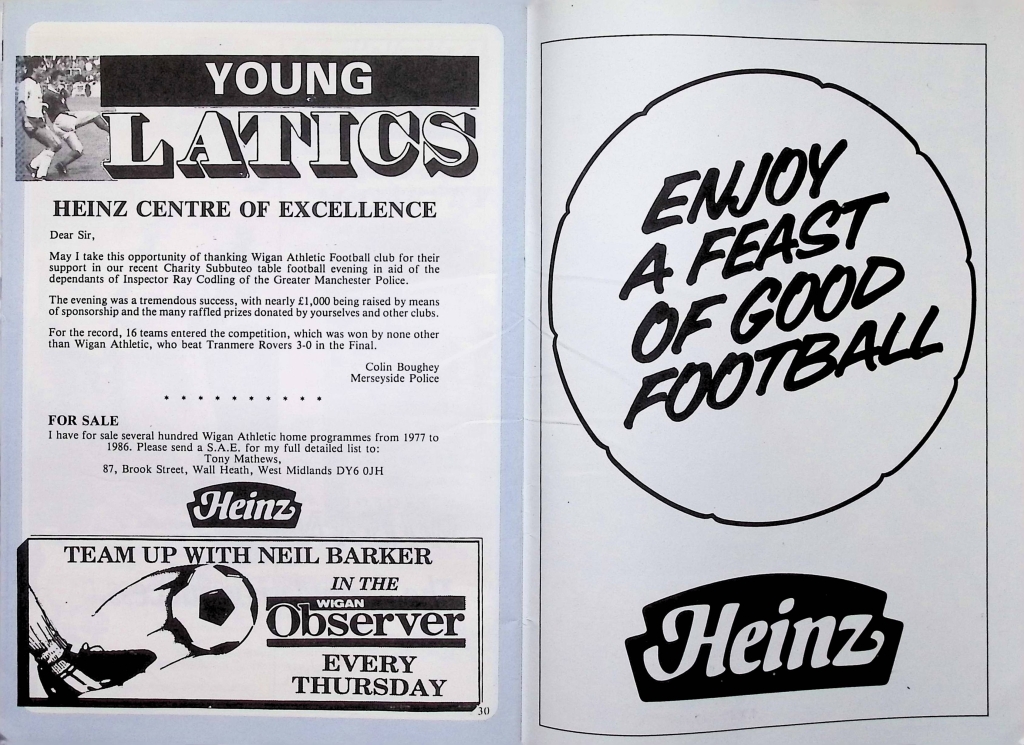 YOUNG
LATICS
HEINZ CENTRE OF EXCELLENCE
Dear Sir,
May I take this opportunity of thanking Wigan Athletic Football club for their
support in our recent Charity Subbuteo table football evening in aid of the
dependants of Inspector Ray Codling of the Greater Manchester Police.
The evening was a tremendous success, with nearly £1,000 being raised by means
of sponsorship and the many raffled prizes donated by yourselves and other clubs.
For the record, 16 teams entered the competition, which was won by none other
than Wigan Athletic, who beat Tranmere Rovers 3-0 in the Final.
Colin Boughey
Merseyside Police
* * * * * * * * * *
FOR SALE
I have for sale several hundred Wigan Athletic home programmes from 1977 to
1986. Please send a S.A.E. for my full detailed list to:
Tony Mathews,
87, Brook Street, Wall Heath, West Midlands DY6 0JH
Heinz
TEAM UP WITH NEIL BARKER
IN THE
WIGAN
Observer
EVERY
THURSDAY
30
ENJOY
A FEAST
OF GOOD
FOOTBALL
Heinz